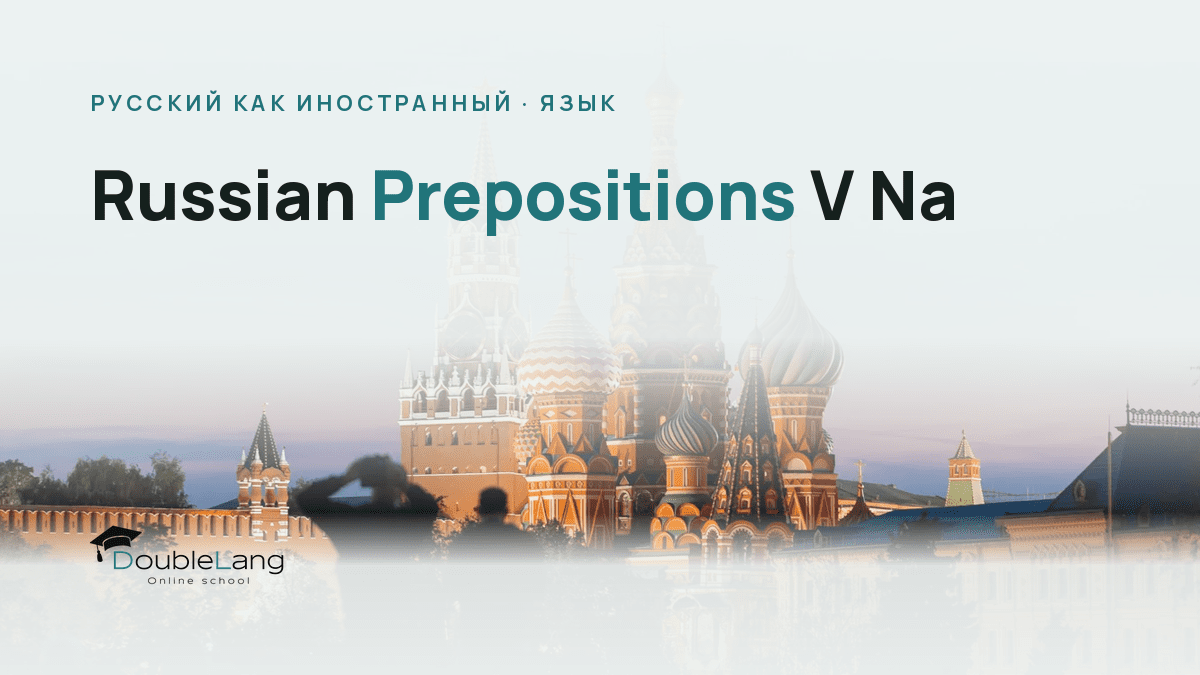 РУССКИЙ КАК ИНОСТРАННЫЙ · ЯЗЫК
Russian Prepositions V Na
DoubleLang
Online school